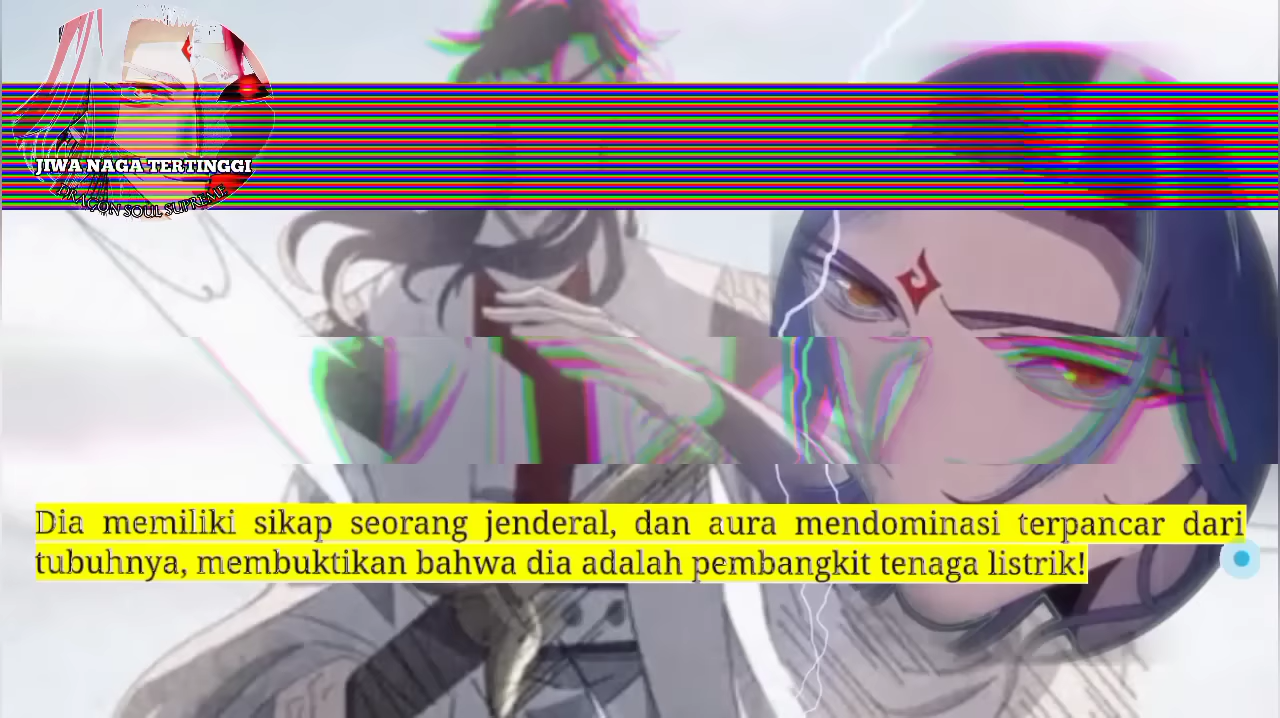 JIWA NAGA TERTINGGI
DRAGON SOUL SUPREME
Dia memiliki sikap seorang jenderal, dan aura mendominasi terpancar dari
tubuhnya, membuktikan bahwa dia adalah pembangkit tenaga listrik!